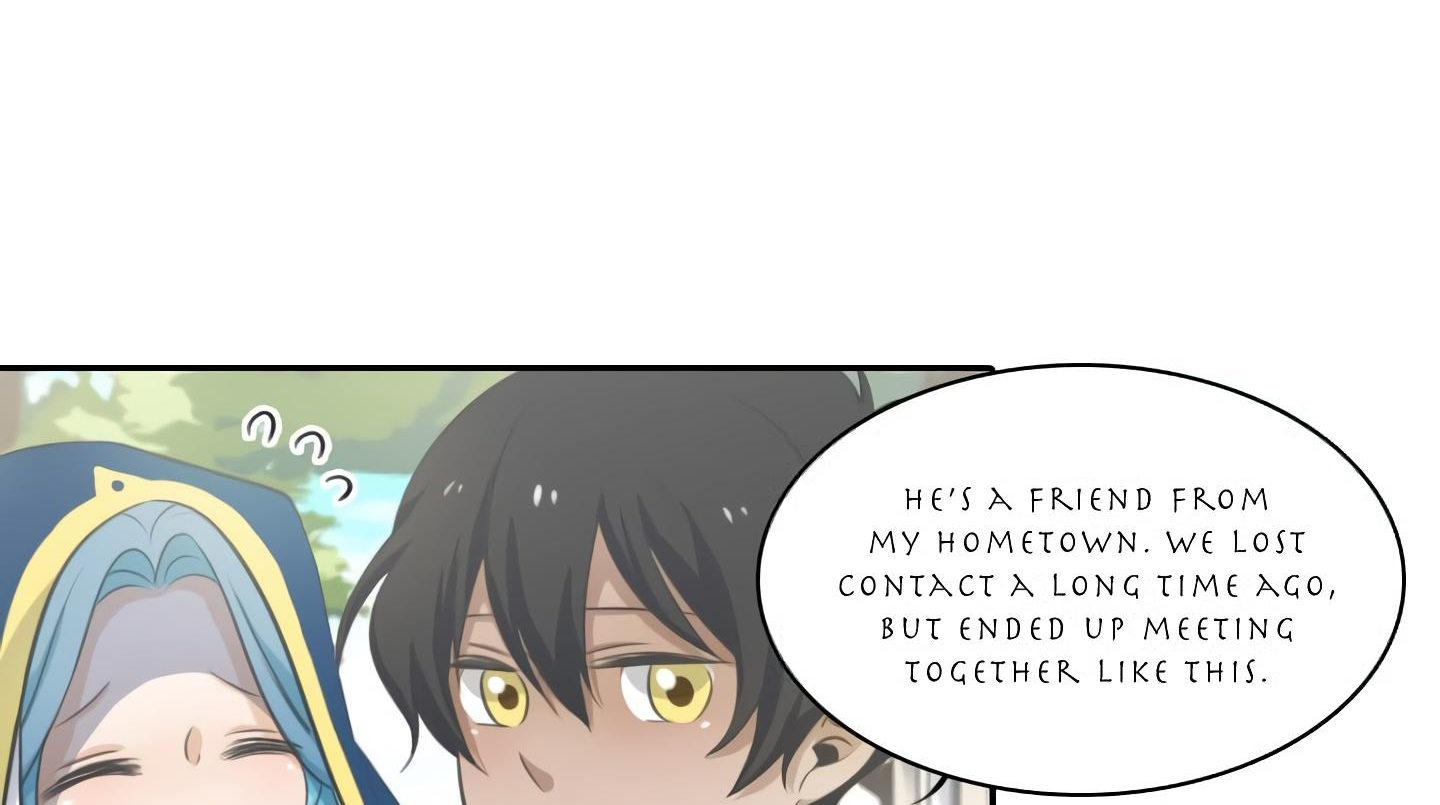 HE'S A FRIEND FROM
MY HOMETOWN. WE LOST
CONTACT A LONG TIME AGO,
BUT ENDED UP MEETING
TOGETHER LIKE THIS.